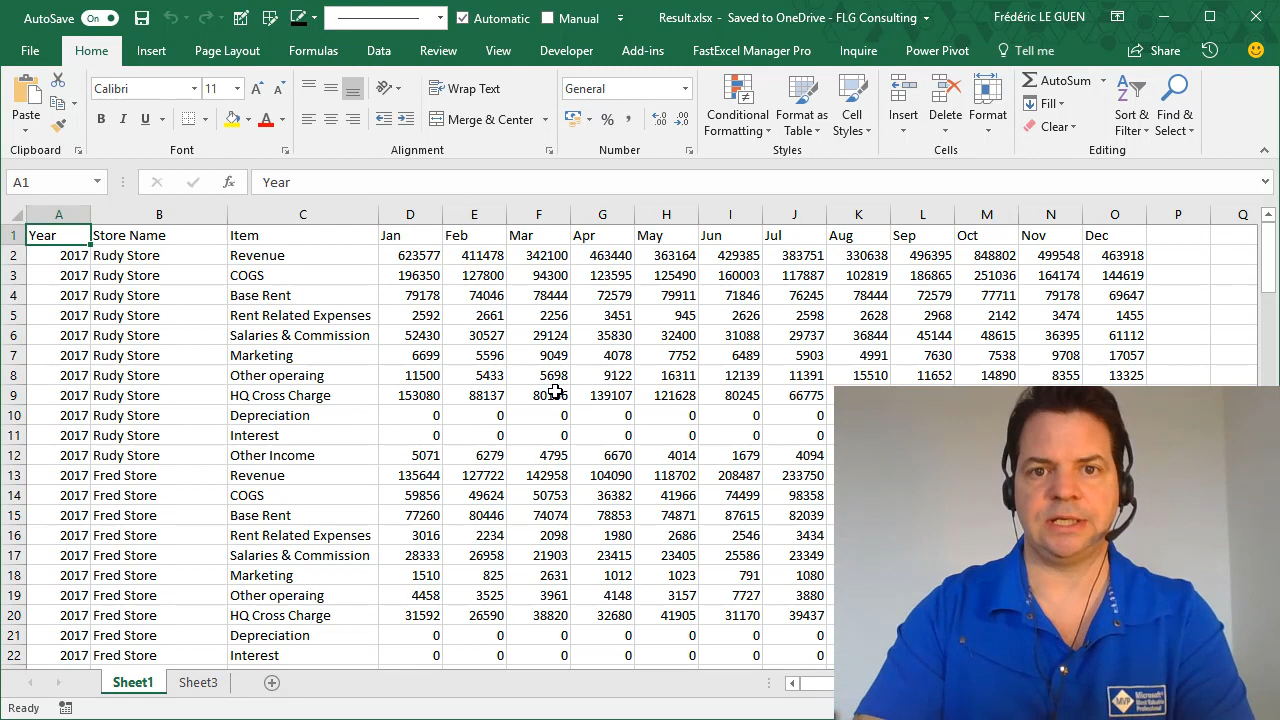 AutoSave On Automatic Manual Result.xlsx - Saved to OneDrive - FLG Consulting Frédéric LE GUEN
File Home Insert Page Layout Formulas Data Review View Developer Add-ins FastExcel Manager Pro Inquire Power Pivot Tell me Share
Paste Calibri 11 Wrap Text General Conditional Formatting Format as Table Cell Styles Insert Delete Format AutoSum Sort & Filter Find & Select
B I U A Merge & Center % , Fill
Clear
Clipboard Font Alignment Number Styles Cells Editing
A1 fx Year
A B C D E F G H I J K L M N O P Q
1 Year Store Name Item Jan Feb Mar Apr May Jun Jul Aug Sep Oct Nov Dec
2 2017 Rudy Store Revenue 623577 411478 342100 463440 363164 429385 383751 330638 496395 848802 499548 463918
3 2017 Rudy Store COGS 196350 127800 94300 123595 125490 160003 117887 102819 186865 251036 164174 144619
4 2017 Rudy Store Base Rent 79178 74046 78444 72579 79911 71846 76245 78444 72579 77711 79178 69647
5 2017 Rudy Store Rent Related Expenses 2592 2661 2256 3451 945 2626 2598 2628 2968 2142 3474 1455
6 2017 Rudy Store Salaries & Commission 52430 30527 29124 35830 32400 31088 29737 36844 45144 48615 36395 61112
7 2017 Rudy Store Marketing 6699 5596 9049 4078 7752 6489 5903 4991 7630 7538 9708 17057
8 2017 Rudy Store Other operaing 11500 5433 5698 9122 16311 12139 11391 15510 11652 14890 8355 13325
9 2017 Rudy Store HQ Cross Charge 153080 88137 139107 121628 80245 66775
10 2017 Rudy Store Depreciation 0 0 0 0 0 0 0
11 2017 Rudy Store Interest 0 0 0 0 0 0 0
12 2017 Rudy Store Other Income 5071 6279 4795 6670 4014 1679 4094
13 2017 Fred Store Revenue 135644 127722 142958 104090 118702 208487 233750
14 2017 Fred Store COGS 59856 49624 50753 36382 41966 74499 98358
15 2017 Fred Store Base Rent 77260 80446 74074 78853 74871 87615 82039
16 2017 Fred Store Rent Related Expenses 3016 2234 2098 1980 2686 2546 3434
17 2017 Fred Store Salaries & Commission 28333 26958 21903 23415 23405 25586 23349
18 2017 Fred Store Marketing 1510 825 2631 1012 1023 791 1080
19 2017 Fred Store Other operaing 4458 3525 3961 4148 3157 7727 3880
20 2017 Fred Store HQ Cross Charge 31592 26590 38820 32680 41905 31170 39437
21 2017 Fred Store Depreciation 0 0 0 0 0 0 0
22 2017 Fred Store Interest 0 0 0 0 0 0 0
Sheet1 Sheet3
Ready
MVP Microsoft Most Valuable Professional